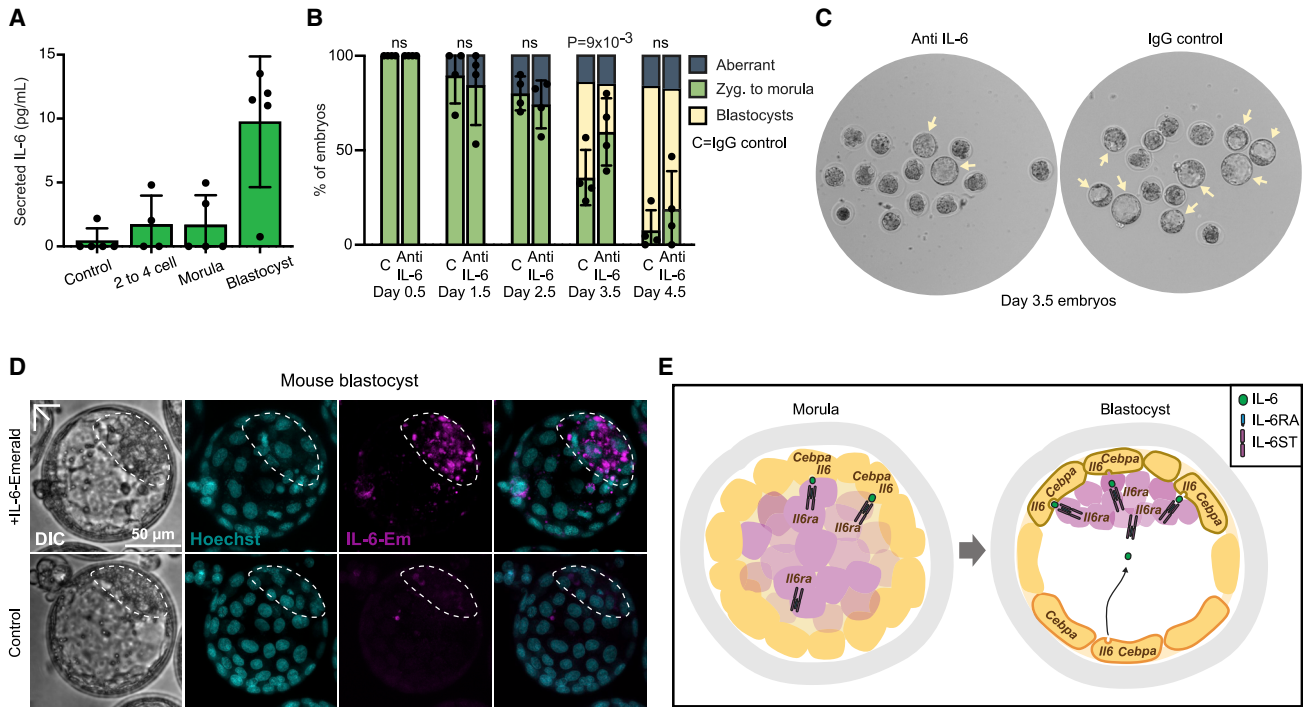 A
Secreted IL-6 (pg/mL)
15
10
5
0
Control
2 to 4 cell
Morula
Blastocyst
B
% of embryos
100
50
0
ns
ns
ns
P=9x10⁻³
ns
Aberrant
Zyg. to morula
Blastocysts
C=IgG control
C Anti IL-6
Day 0.5
C Anti IL-6
Day 1.5
C Anti IL-6
Day 2.5
C Anti IL-6
Day 3.5
C Anti IL-6
Day 4.5
C
Anti IL-6
IgG control
Day 3.5 embryos
D
Mouse blastocyst
+IL-6-Emerald
DIC
50 µm
Hoechst
IL-6-Em
Control
E
Morula
Blastocyst
IL-6
IL-6RA
IL-6ST
Cebpa
Il6
Cebpa
Il6
Il6ra
Il6ra
Il6ra
Il6
Cebpa
Cebpa
Il6
Il6
Cebpa
Il6ra
Il6ra
Il6ra
Cebpa
Il6 Cebpa